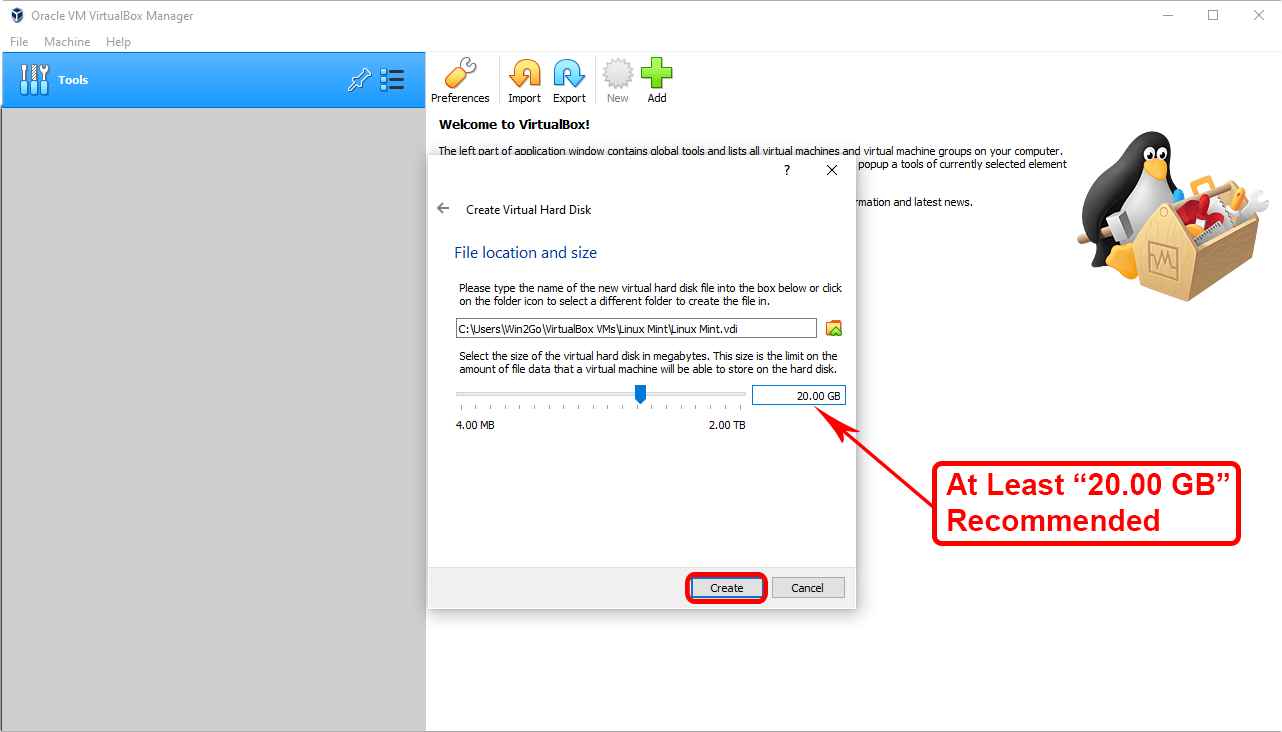 Oracle VM VirtualBox Manager
File Machine Help
Tools
Preferences Import Export New Add
Welcome to VirtualBox!
The left part of application window contains global tools and lists all virtual machines and virtual machine groups on your computer.
popup a tools of currently selected element
rmation and latest news.
?
Create Virtual Hard Disk
File location and size
Please type the name of the new virtual hard disk file into the box below or click
on the folder icon to select a different folder to create the file in.
C:\Users\Win2Go\VirtualBox VMs\Linux Mint\Linux Mint.vdi
Select the size of the virtual hard disk in megabytes. This size is the limit on the
amount of file data that a virtual machine will be able to store on the hard disk.
20.00 GB
4.00 MB 2.00 TB
At Least “20.00 GB”
Recommended
Create Cancel